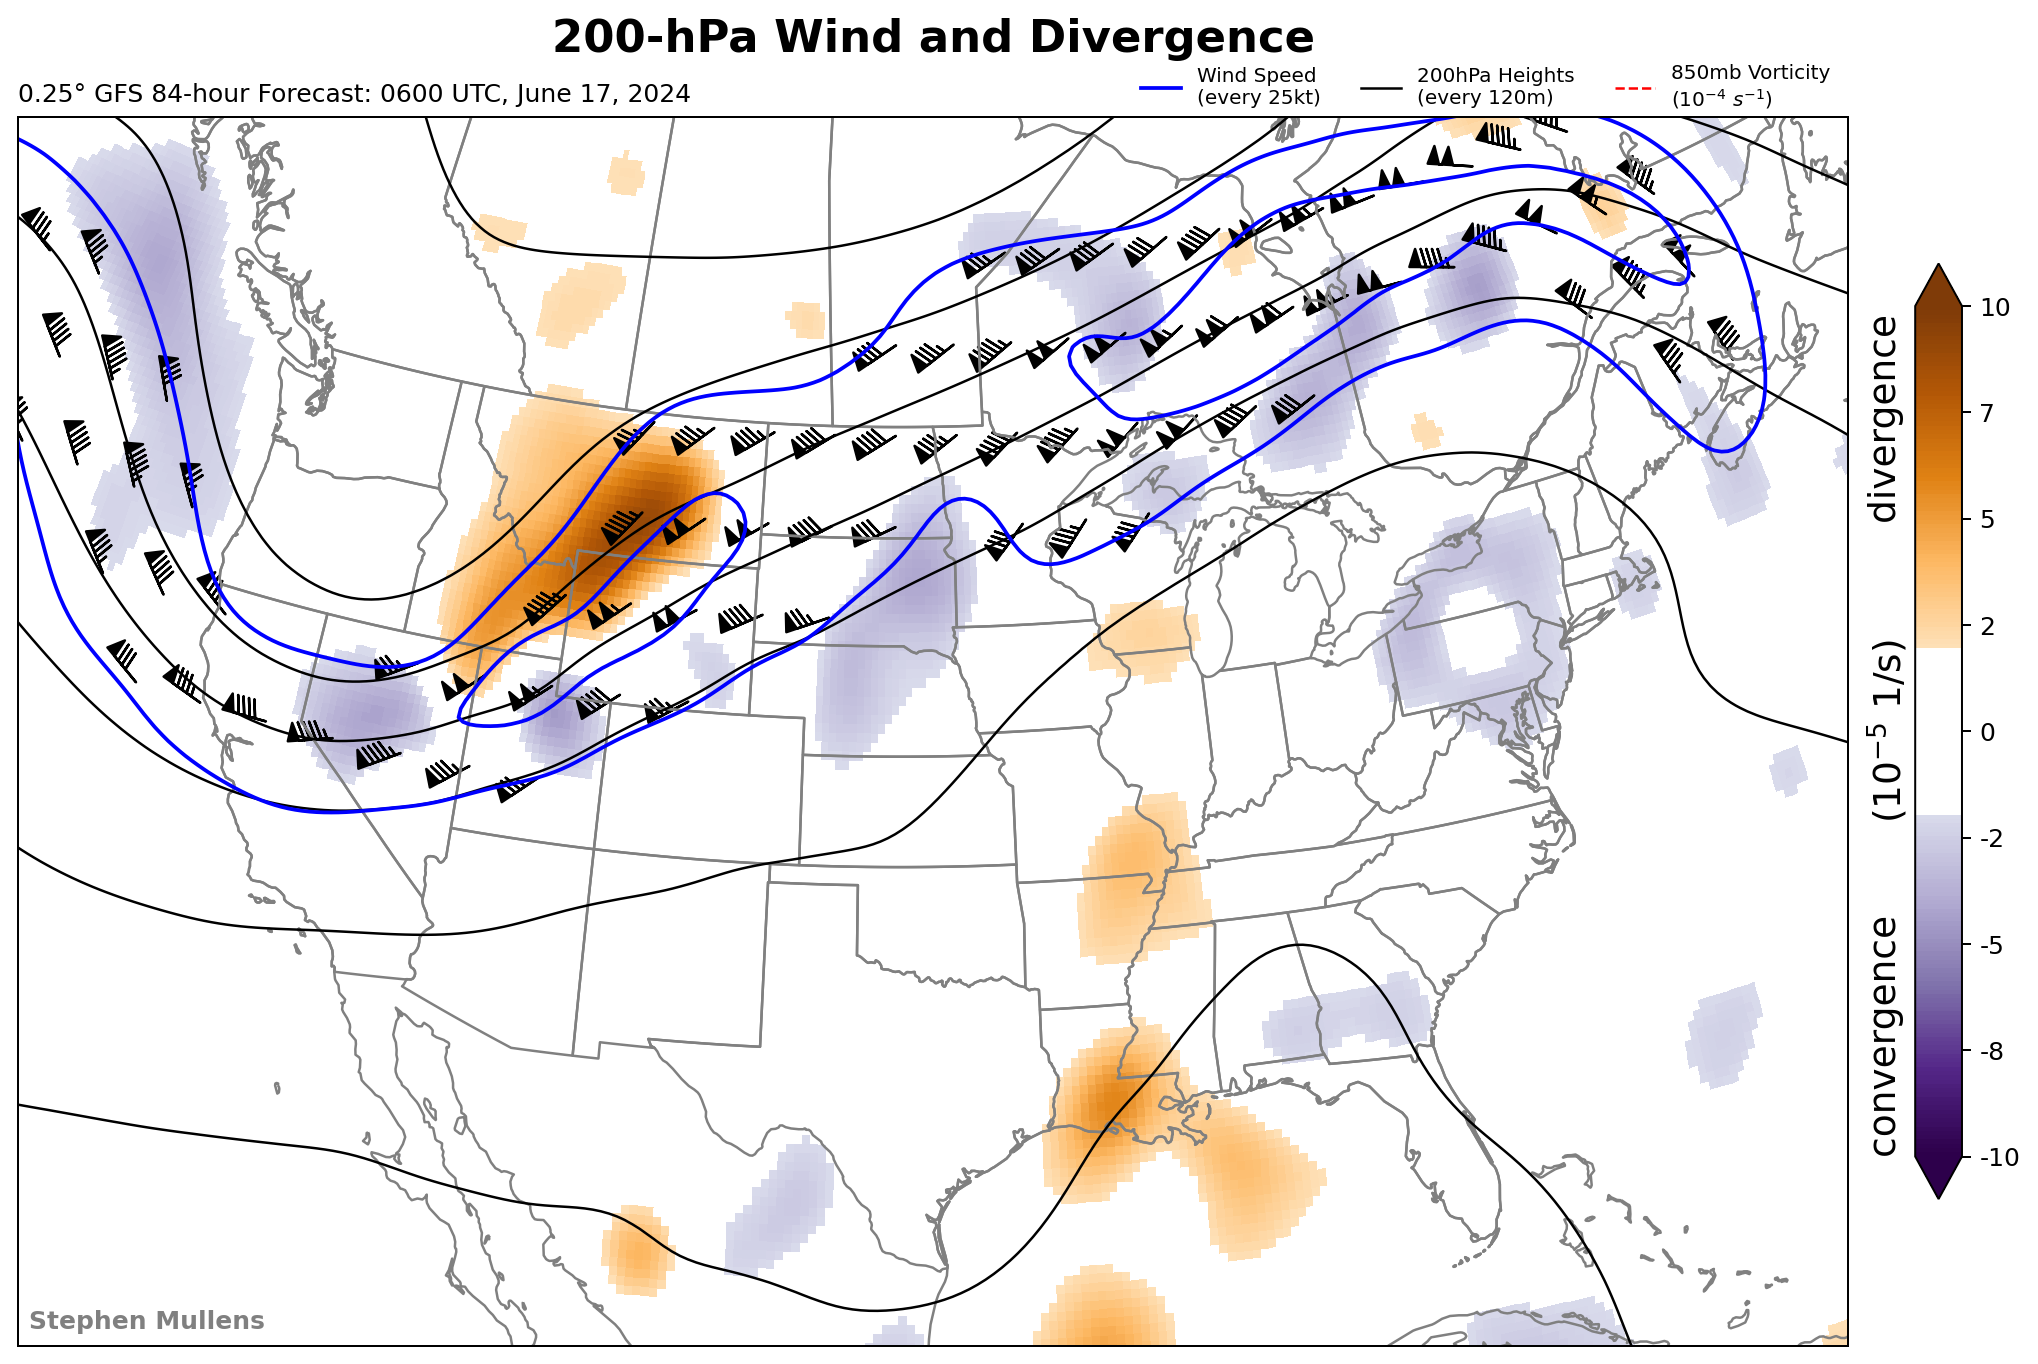 200-hPa Wind and Divergence
0.25° GFS 84-hour Forecast: 0600 UTC, June 17, 2024
Wind Speed
(every 25kt)
200hPa Heights
(every 120m)
850mb Vorticity
(10⁻⁴ s⁻¹)
10
7
5
2
0
-2
-5
-8
-10
convergence (10⁻⁵ 1/s) divergence
Stephen Mullens